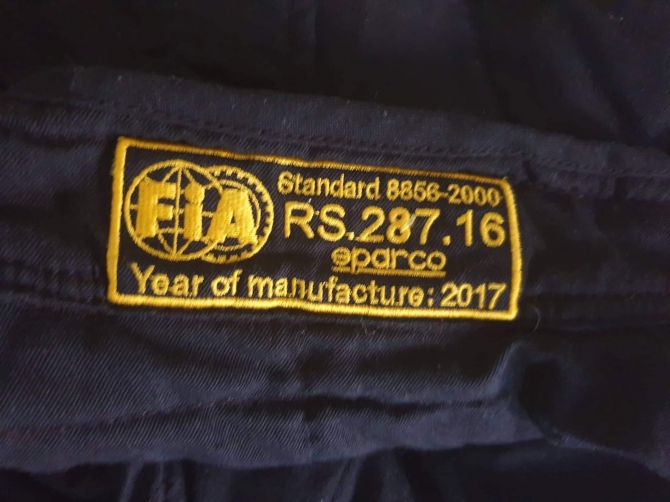 FIA
Standard 8856-2000
RS.287.16
sparco
Year of manufacture: 2017